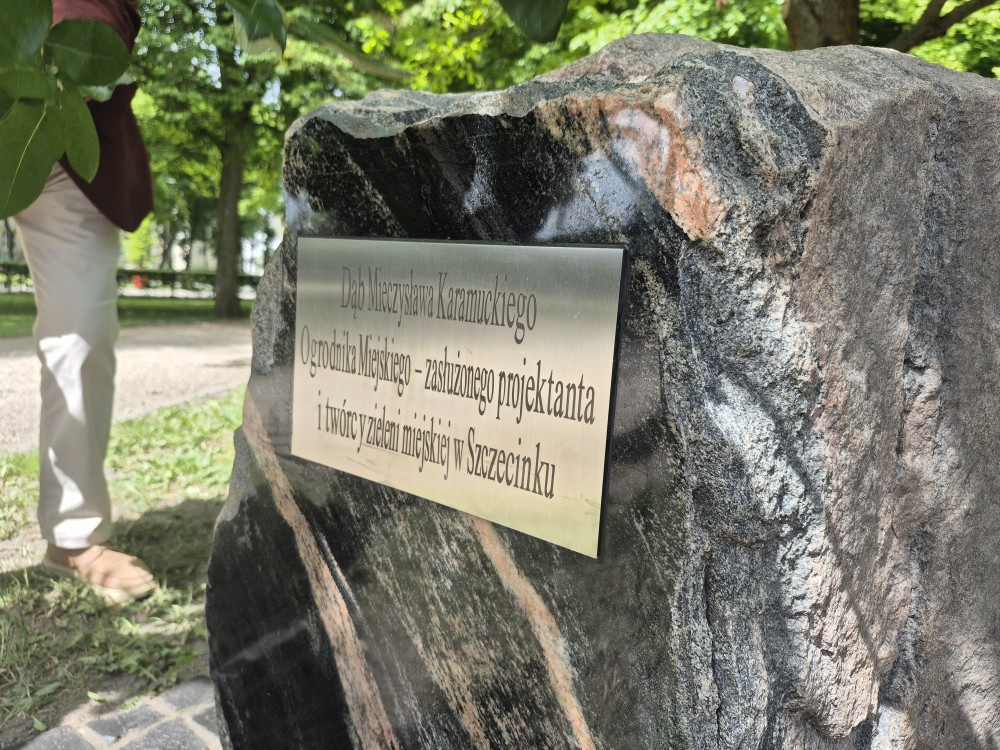 Dąb Mieczysława Karamuckiego
Ogrodnika Miejskiego – zasłużonego projektanta
i twórcy zieleni miejskiej w Szczecinku